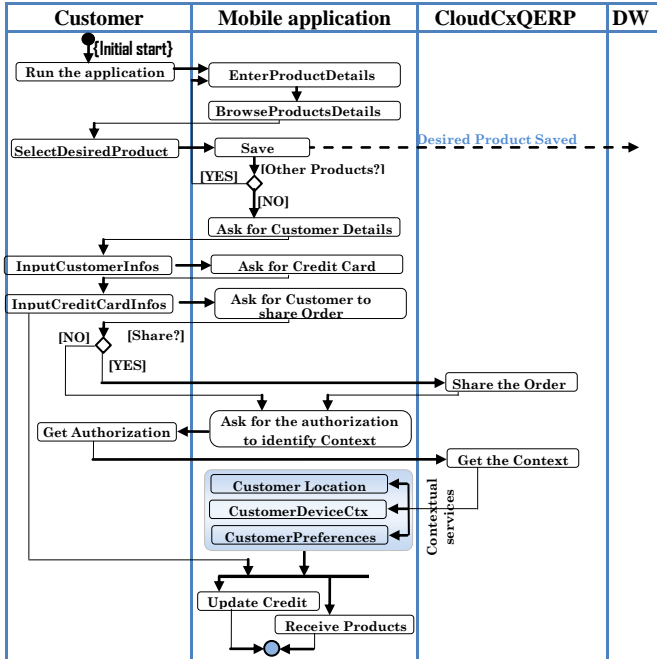 Customer
Mobile application
CloudCxQERP
DW
{Initial start}
Run the application
EnterProductDetails
BrowseProductsDetails
SelectDesiredProduct
Save
Desired Product Saved
[Other Products?]
[YES]
[NO]
Ask for Customer Details
InputCustomerInfos
Ask for Credit Card
InputCreditCardInfos
Ask for Customer to
share Order
[NO]
[Share?]
[YES]
Share the Order
Ask for the authorization
to identify Context
Get Authorization
Get the Context
Customer Location
CustomerDeviceCtx
CustomerPreferences
Contextual
services
Update Credit
Receive Products